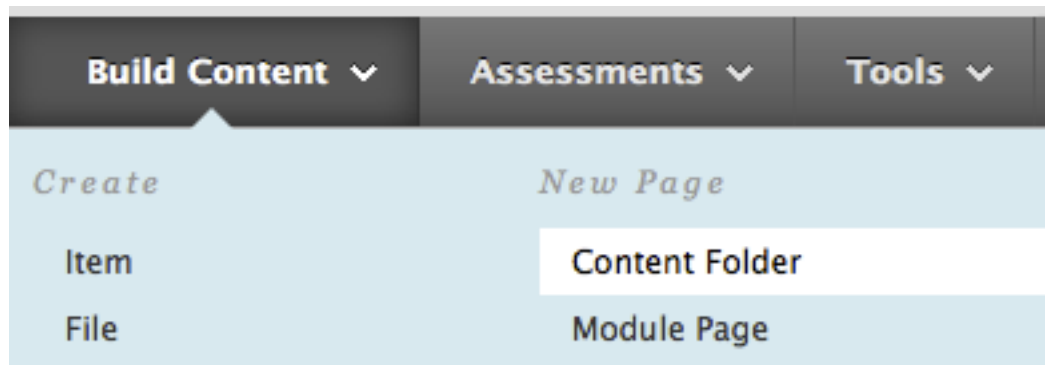 Build Content Assessments Tools
Create New Page
Item Content Folder
File Module Page